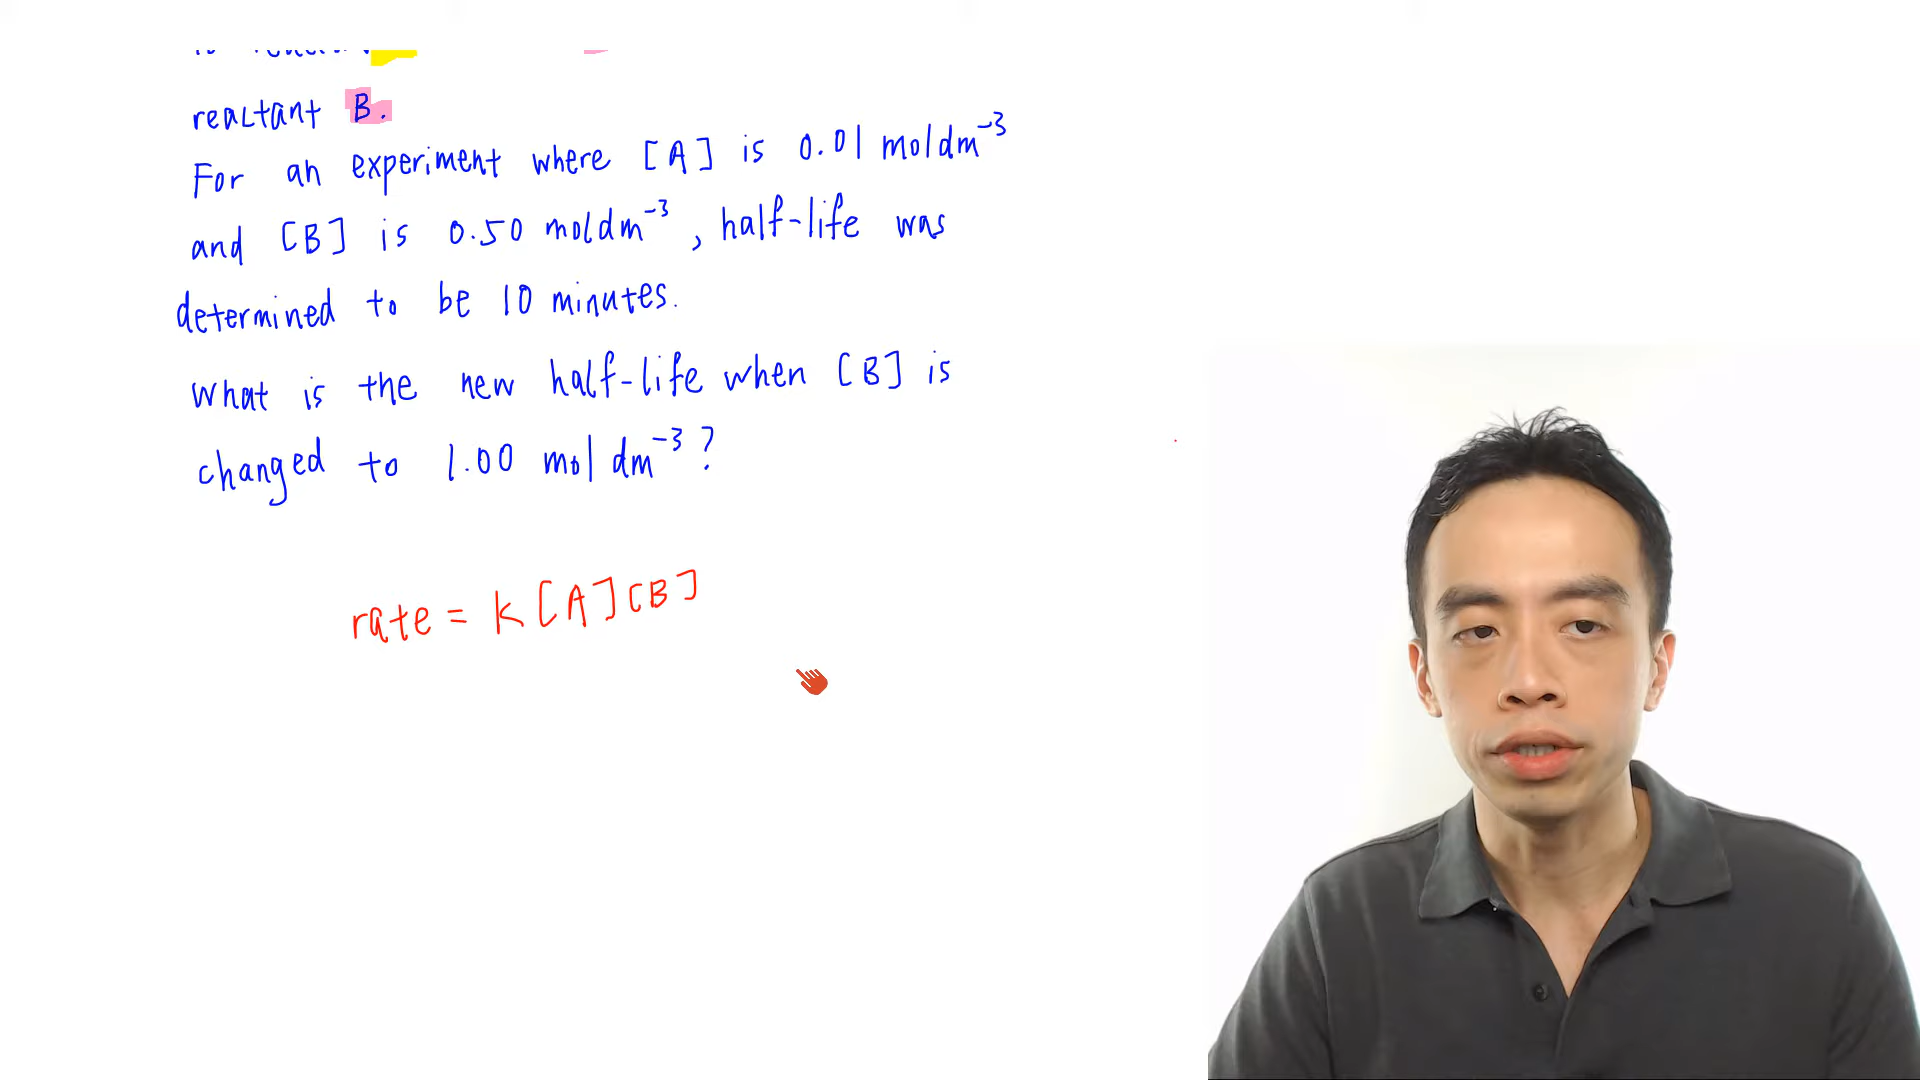 reactant B.
For an experiment where [A] is 0.01 moldm⁻³
and [B] is 0.50 moldm⁻³, half-life was
determined to be 10 minutes.
What is the new half-life when [B] is
changed to 1.00 mol dm⁻³?
rate = k[A][B]